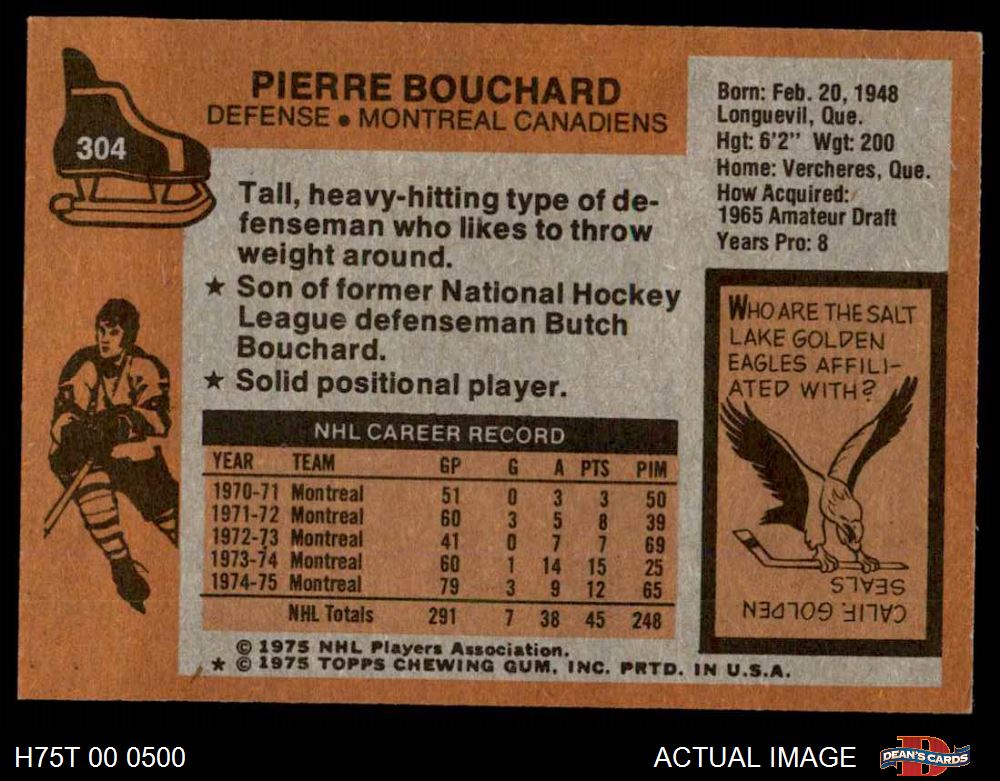 304
PIERRE BOUCHARD
DEFENSE • MONTREAL CANADIENS
Born: Feb. 20, 1948
Longuevil, Que.
Hgt: 6'2" Wgt: 200
Home: Vercheres, Que.
How Acquired:
1965 Amateur Draft
Years Pro: 8
Tall, heavy-hitting type of de-
fenseman who likes to throw
weight around.
★ Son of former National Hockey
League defenseman Butch
Bouchard.
★ Solid positional player.
NHL CAREER RECORD
YEAR TEAM GP G A PTS PIM
1970-71 Montreal 51 0 3 3 50
1971-72 Montreal 60 3 5 8 39
1972-73 Montreal 41 0 7 7 69
1973-74 Montreal 60 1 14 15 25
1974-75 Montreal 79 3 9 12 65
NHL Totals 291 7 38 45 248
© 1975 NHL Players Association.
★ © 1975 TOPPS CHEWING GUM, INC. PRTD. IN U.S.A.
WHO ARE THE SALT
LAKE GOLDEN
EAGLES AFFILI-
ATED WITH?
CALIF. GOLDEN
SEALS
H75T 00 0500
ACTUAL IMAGE
DEAN'S CARDS